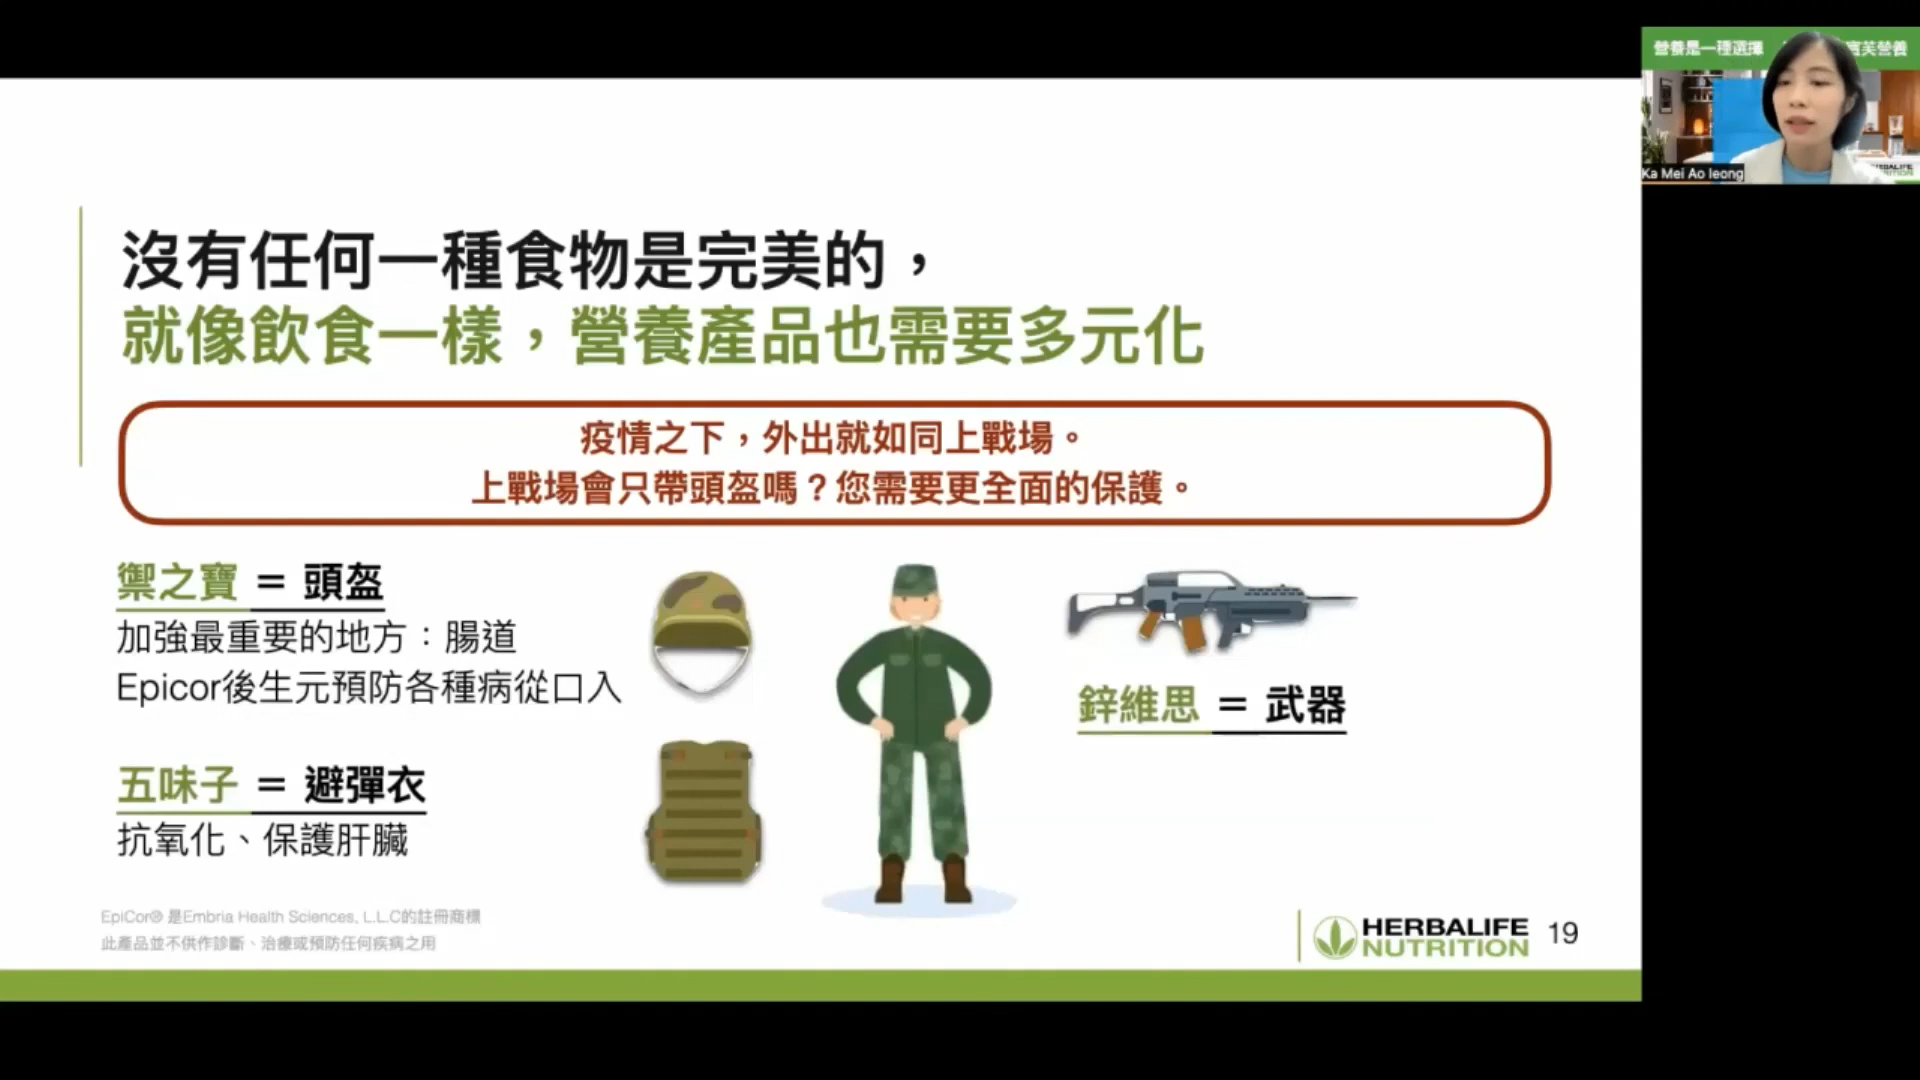 營養是一種選擇
寶芙營養
Ka Mei Ao Ieong
沒有任何一種食物是完美的，
就像飲食一樣，營養產品也需要多元化
疫情之下，外出就如同上戰場。
上戰場會只帶頭盔嗎？您需要更全面的保護。
禦之寶 = 頭盔
加強最重要的地方：腸道
Epicor後生元預防各種病從口入
五味子 = 避彈衣
抗氧化、保護肝臟
鋅維思 = 武器
EpiCor® 是Embria Health Sciences, L.L.C的註冊商標
此產品並不供作診斷、治療或預防任何疾病之用
HERBALIFE
NUTRITION
19